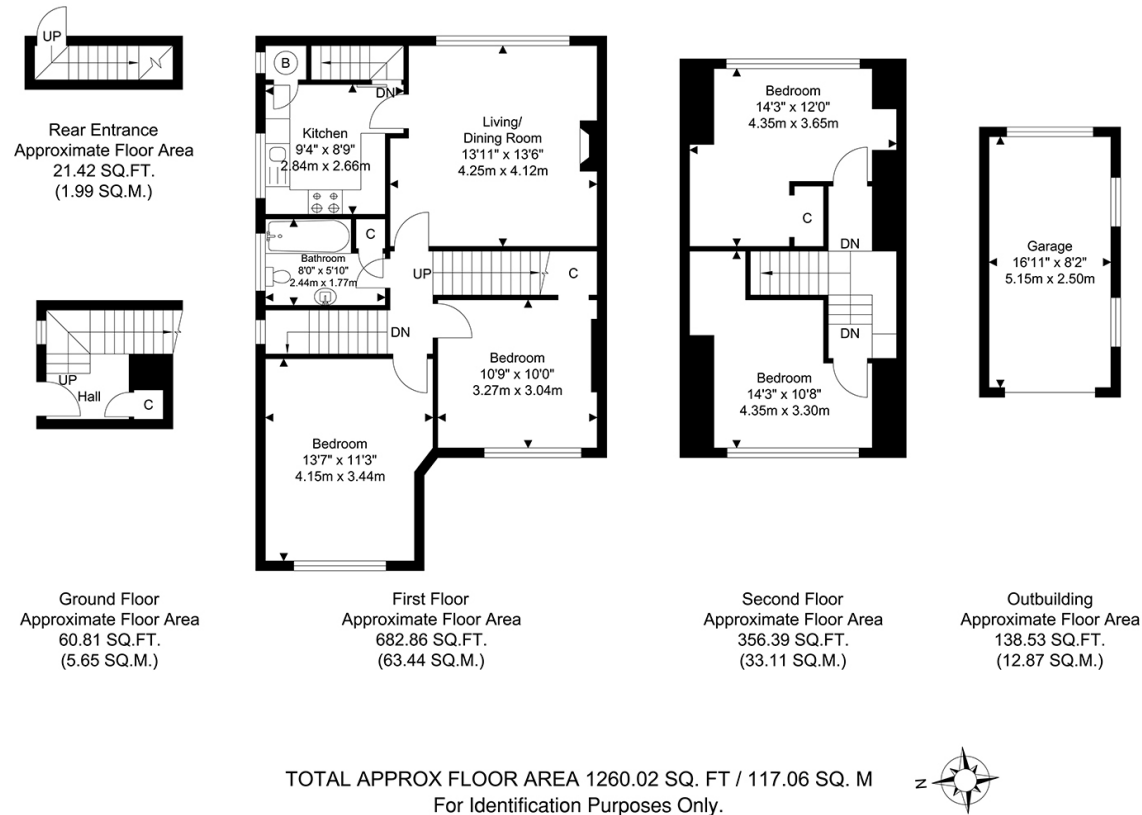 UP
Rear Entrance
Approximate Floor Area
21.42 SQ.FT.
(1.99 SQ.M.)
UP
Hall
C
Ground Floor
Approximate Floor Area
60.81 SQ.FT.
(5.65 SQ.M.)
B
DN
Kitchen
9'4" x 8'9"
2.84m x 2.66m
Living/
Dining Room
13'11" x 13'6"
4.25m x 4.12m
C
Bathroom
8'0" x 5'10"
2.44m x 1.77m
UP
C
DN
Bedroom
10'9" x 10'0"
3.27m x 3.04m
Bedroom
13'7" x 11'3"
4.15m x 3.44m
First Floor
Approximate Floor Area
682.86 SQ.FT.
(63.44 SQ.M.)
Bedroom
14'3" x 12'0"
4.35m x 3.65m
C
DN
DN
Bedroom
14'3" x 10'8"
4.35m x 3.30m
Second Floor
Approximate Floor Area
356.39 SQ.FT.
(33.11 SQ.M.)
Garage
16'11" x 8'2"
5.15m x 2.50m
Outbuilding
Approximate Floor Area
138.53 SQ.FT.
(12.87 SQ.M.)
TOTAL APPROX FLOOR AREA 1260.02 SQ. FT / 117.06 SQ. M
For Identification Purposes Only.
N